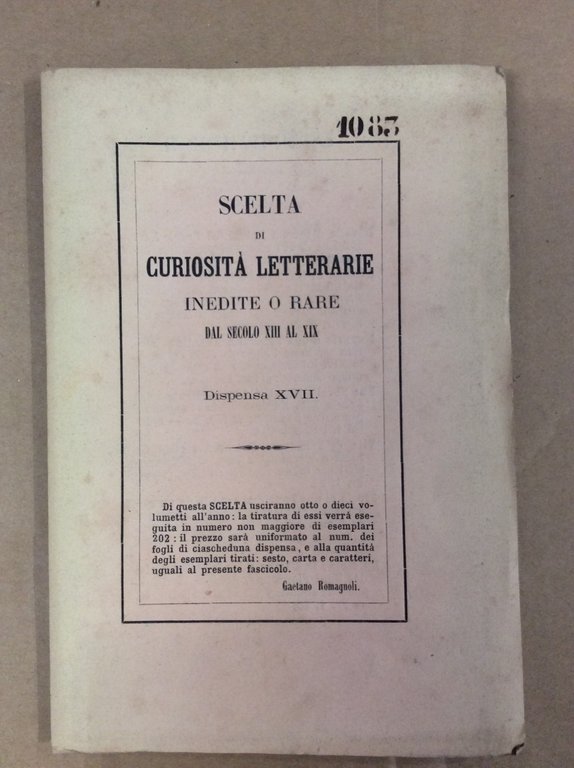 1083
SCELTA
DI
CURIOSITÀ LETTERARIE
INEDITE O RARE
DAL SECOLO XIII AL XIX
Dispensa XVII.
Di questa SCELTA usciranno otto o dieci vo-
lumetti all'anno: la tiratura di essi verrà ese-
guita in numero non maggiore di esemplari
202: il prezzo sarà uniformato al num. dei
fogli di ciascheduna dispensa, e alla quantità
degli esemplari tirati: sesto, carta e caratteri,
uguali al presente fascicolo.
Gaetano Romagnoli.